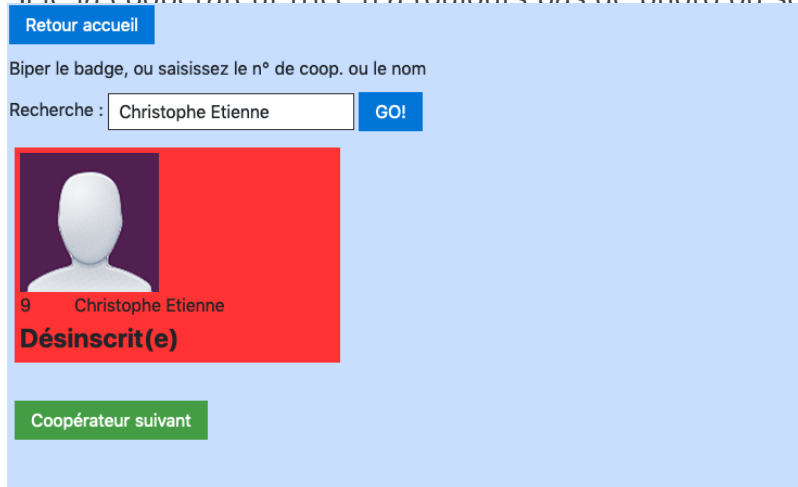 Retour accueil
Biper le badge, ou saisissez le n° de coop. ou le nom
Recherche : Christophe Etienne GO!
9 Christophe Etienne
Désinscrit(e)
Coopérateur suivant